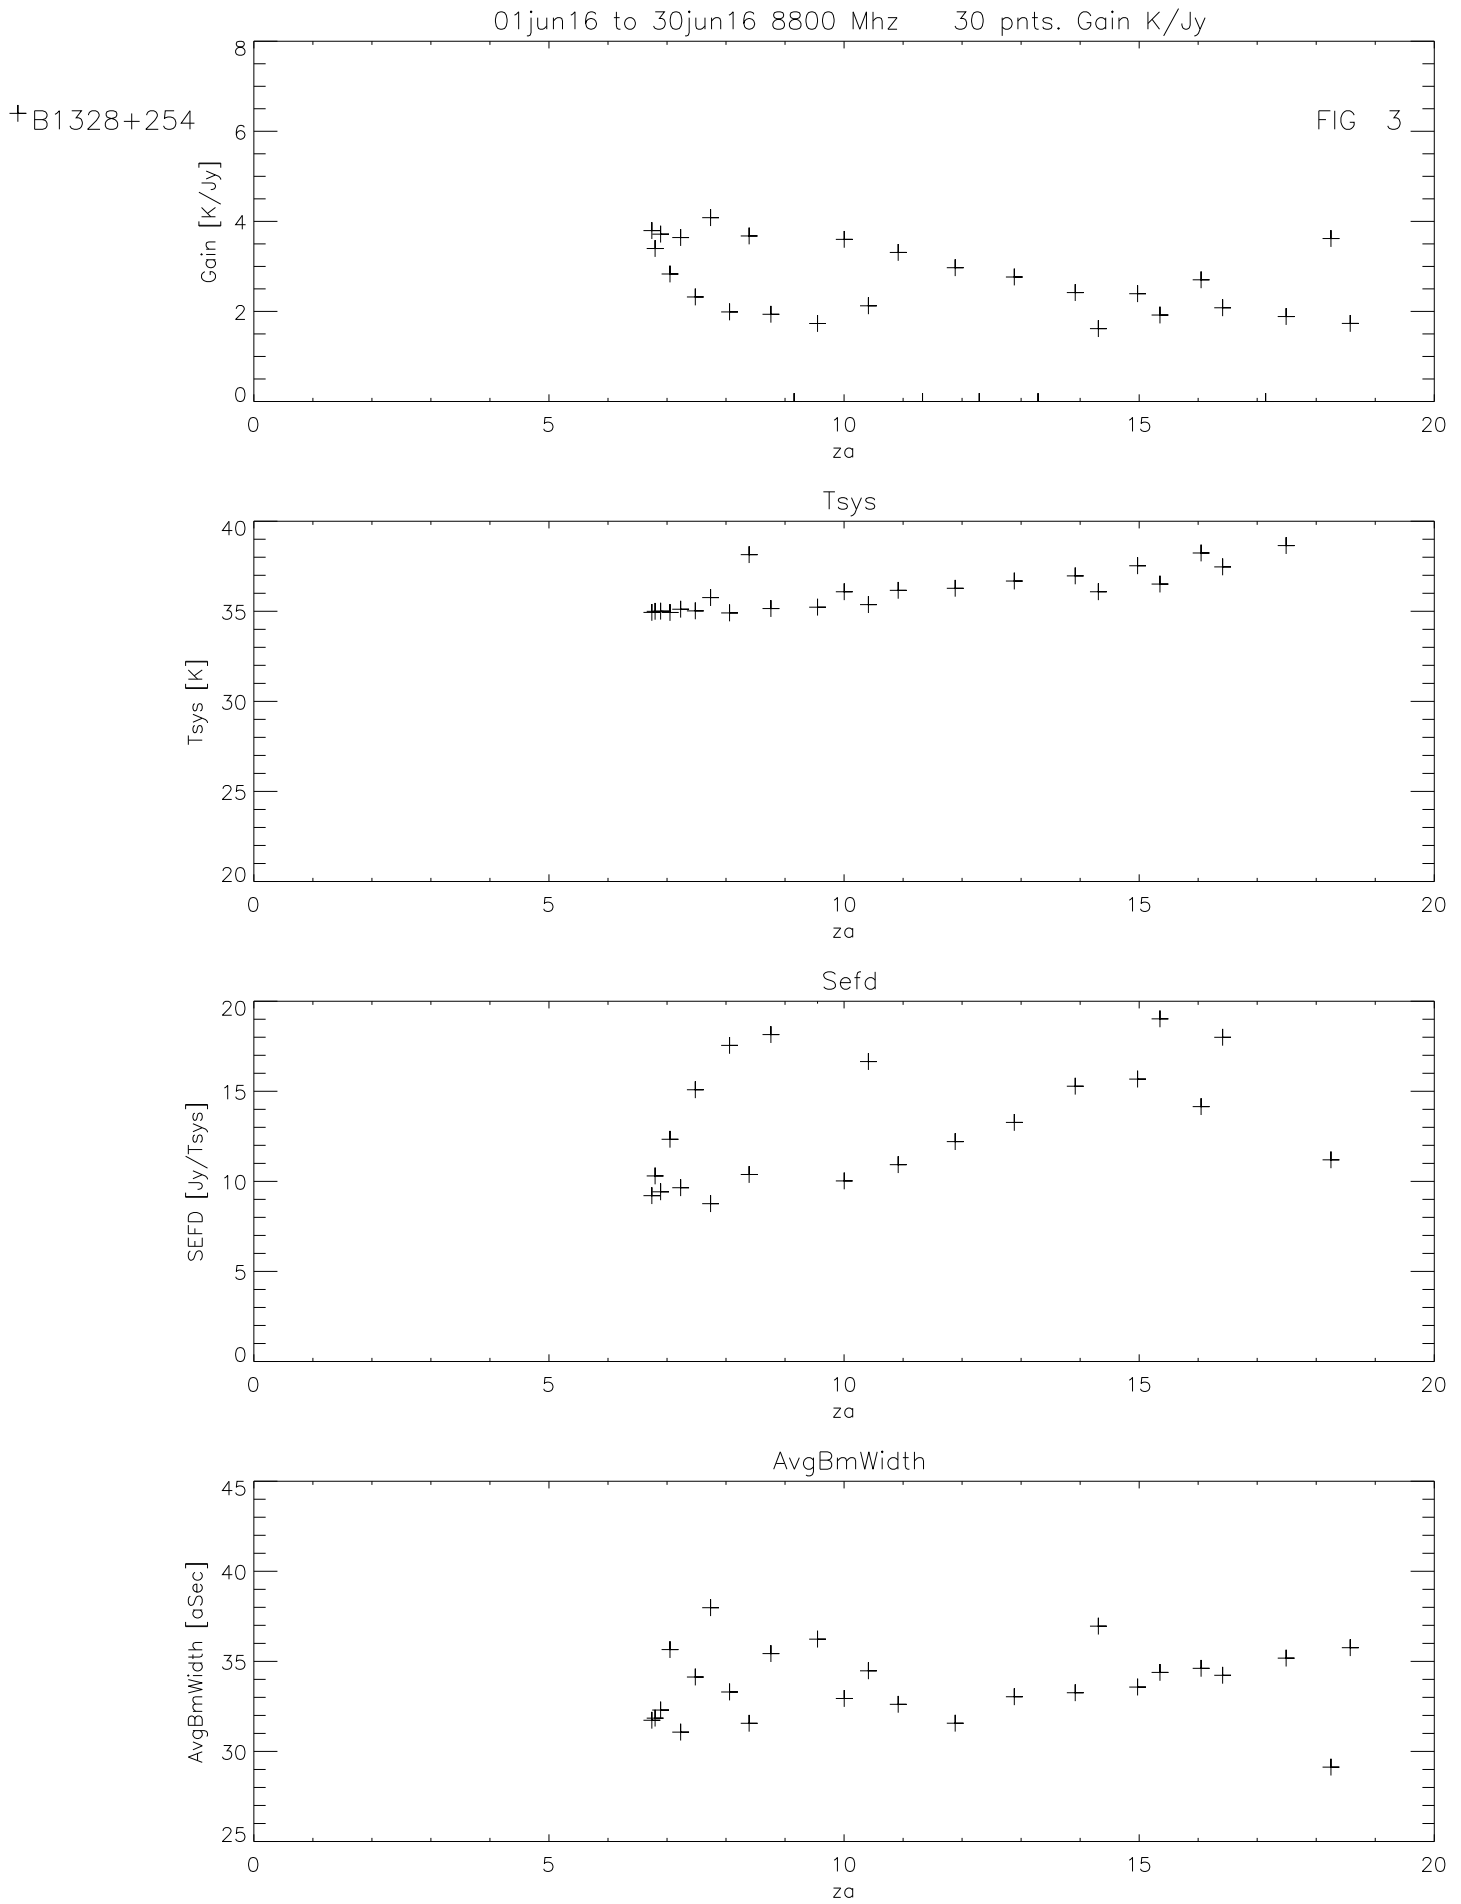 01jun16 to 30jun16 8800 Mhz 30 pnts. Gain K/Jy
+B1328+254
FIG 3
Gain [K/Jy]
8
6
4
2
0
0 5 10 15 20
za
Tsys
Tsys [K]
40
35
30
25
20
0 5 10 15 20
za
Sefd
SEFD [Jy/Tsys]
20
15
10
5
0
0 5 10 15 20
za
AvgBmWidth
AvgBmWidth [aSec]
45
40
35
30
25
0 5 10 15 20
za